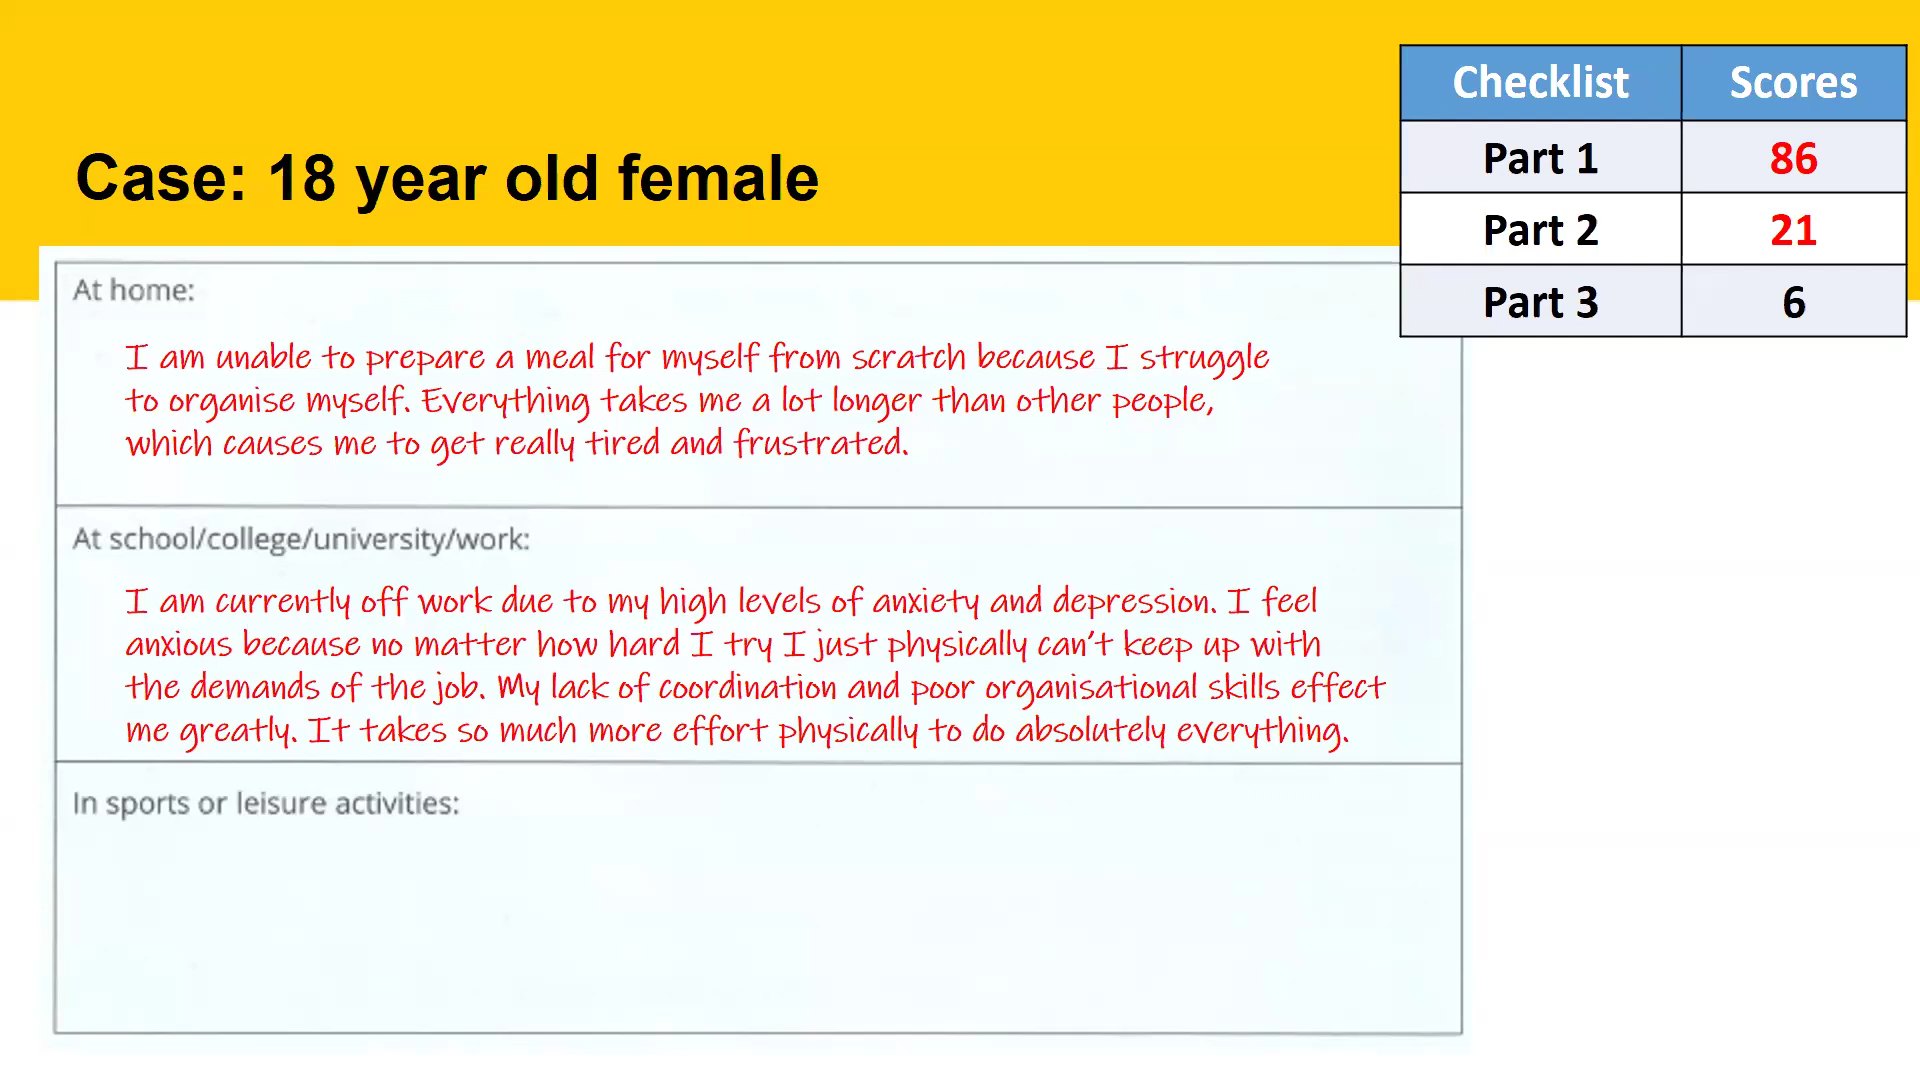 Case: 18 year old female
Checklist Scores
Part 1 86
Part 2 21
Part 3 6
At home:
I am unable to prepare a meal for myself from scratch because I struggle
to organise myself. Everything takes me a lot longer than other people,
which causes me to get really tired and frustrated.
At school/college/university/work:
I am currently off work due to my high levels of anxiety and depression. I feel
anxious because no matter how hard I try I just physically can't keep up with
the demands of the job. My lack of coordination and poor organisational skills effect
me greatly. It takes so much more effort physically to do absolutely everything.
In sports or leisure activities: